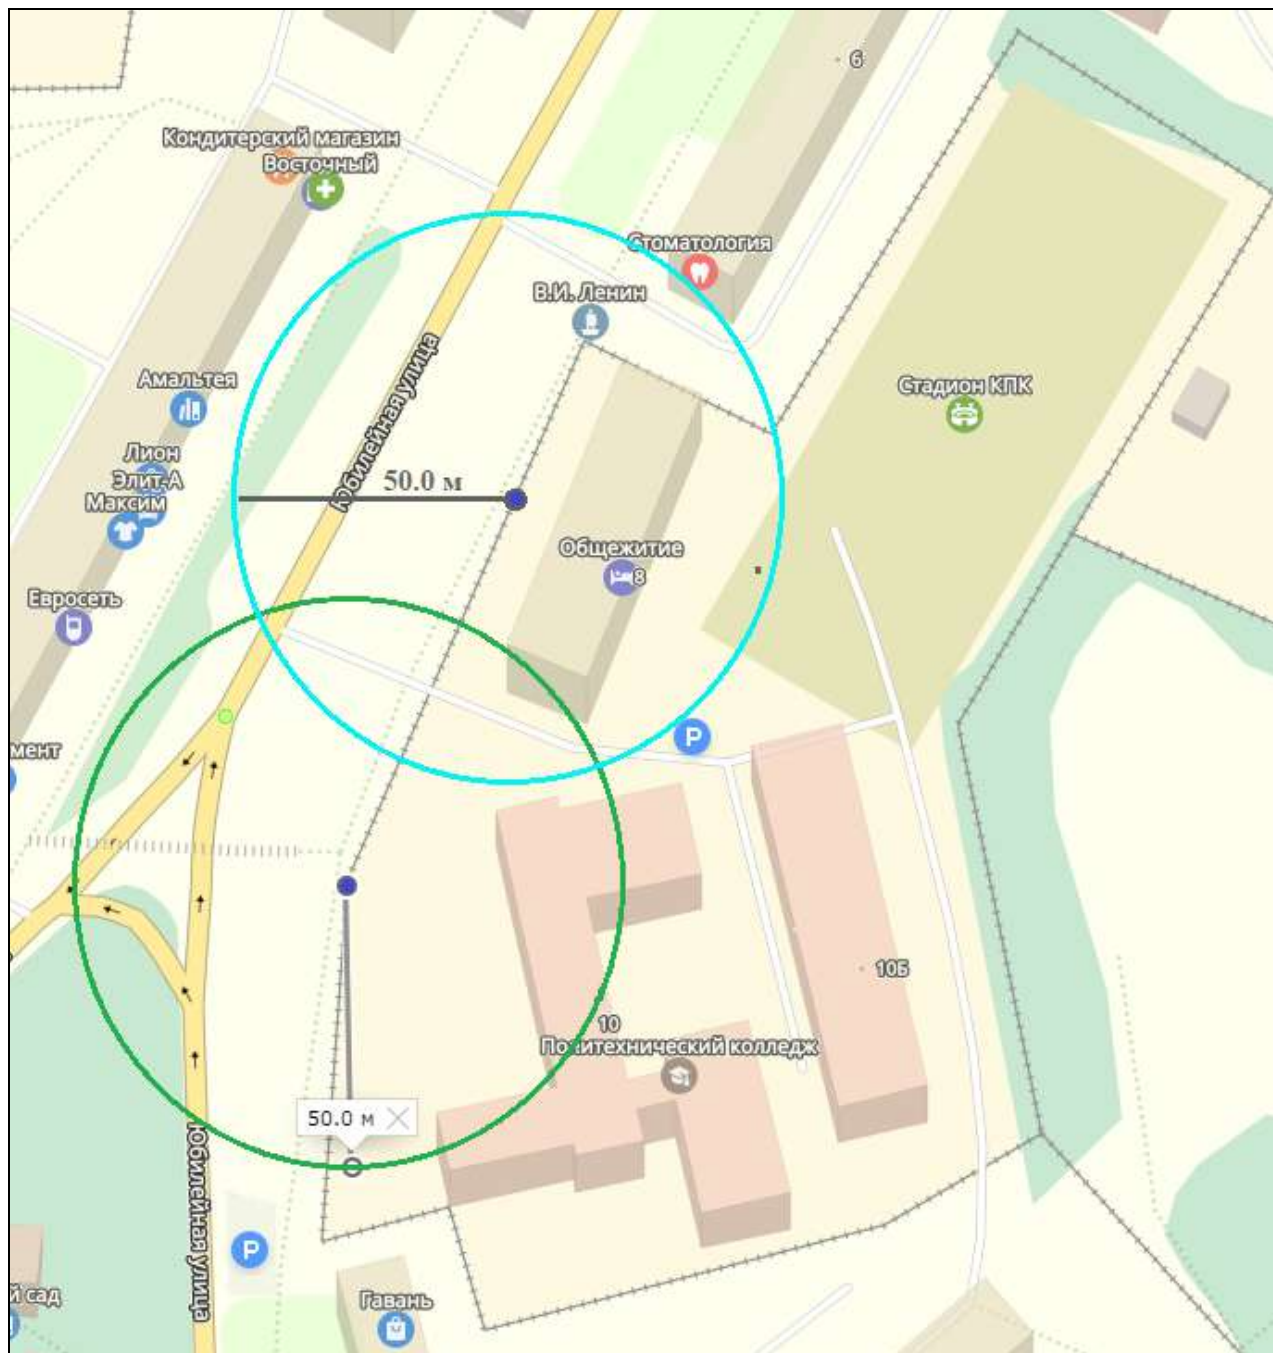 6
Кондитерский магазин
Восточный
Стоматология
В.И. Ленин
Юбилейная улица
Амальтея
Стадион КПК
Лион
Элит-А
Максим
50.0 м
Общежитие
8
Евросеть
P
мент
10Б
10
Политехнический колледж
50.0 м
Юбилейная улица
P
й сад
Гавань